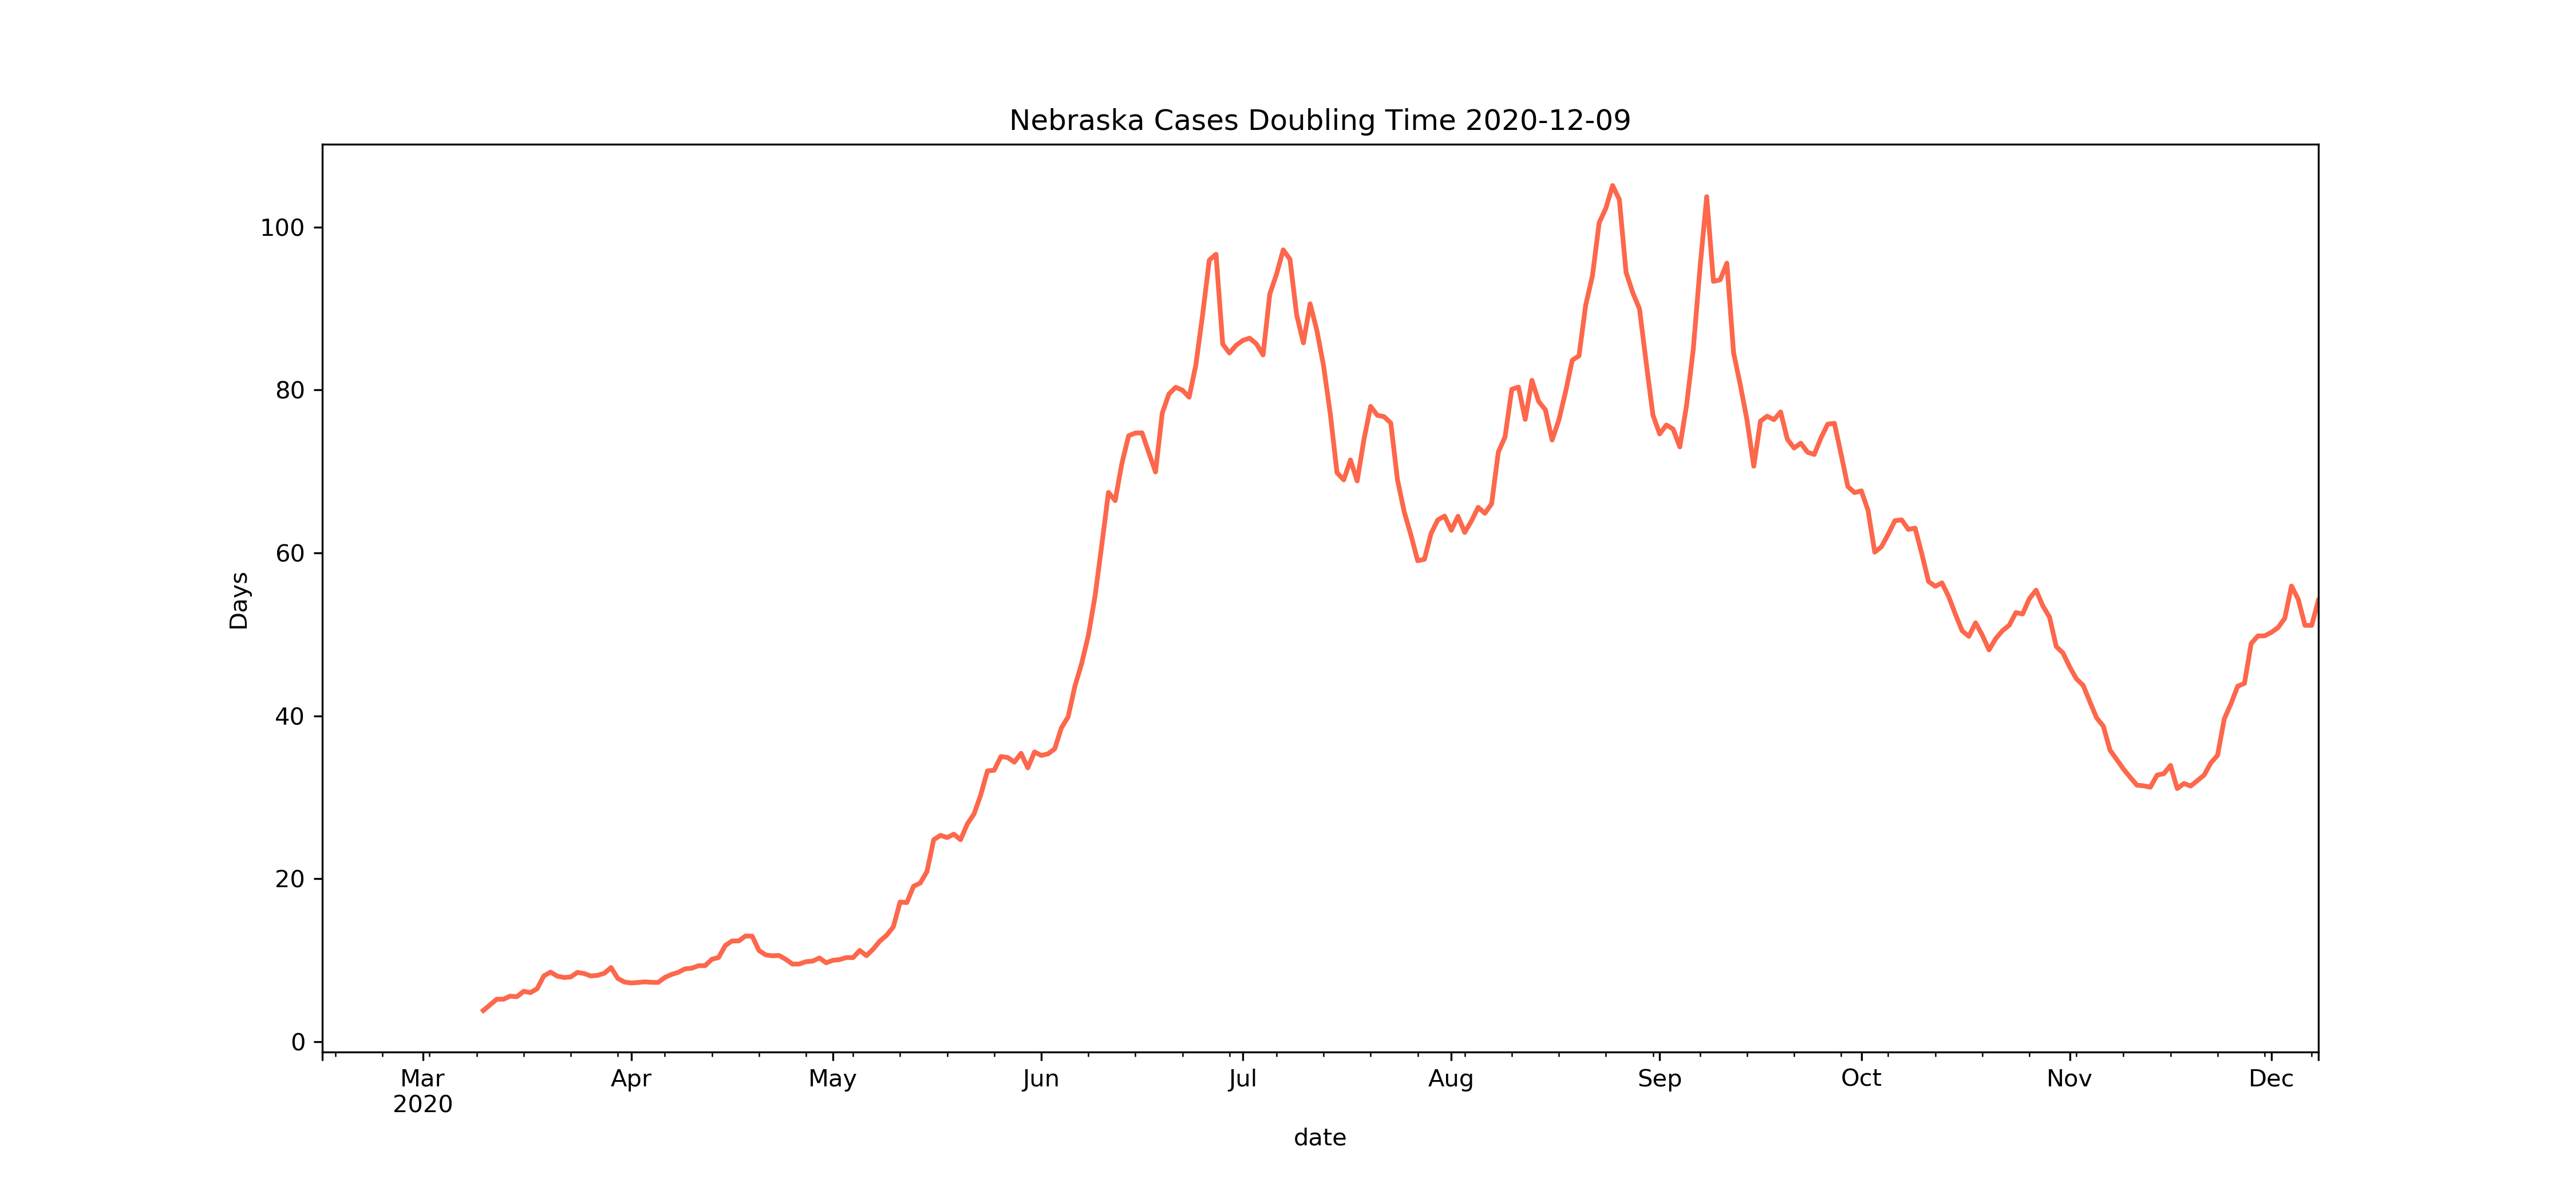 Nebraska Cases Doubling Time 2020-12-09
100
80
60
40
20
0
Days
Mar Apr May Jun Jul Aug Sep Oct Nov Dec
2020
date